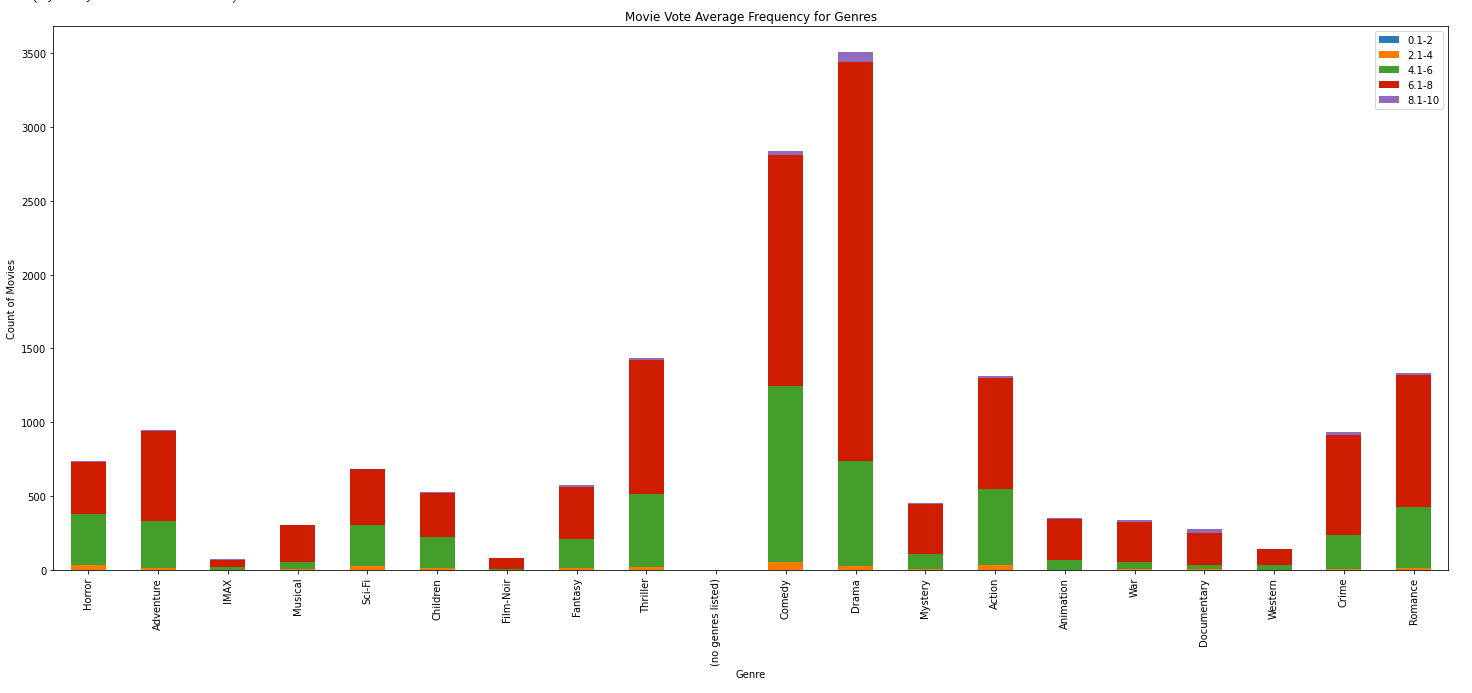 Movie Vote Average Frequency for Genres
0.1-2
2.1-4
4.1-6
6.1-8
8.1-10
3500
3000
2500
2000
1500
1000
500
0
Count of Movies
Horror
Adventure
IMAX
Musical
Sci-Fi
Children
Film-Noir
Fantasy
Thriller
(no genres listed)
Comedy
Drama
Mystery
Action
Animation
War
Documentary
Western
Crime
Romance
Genre